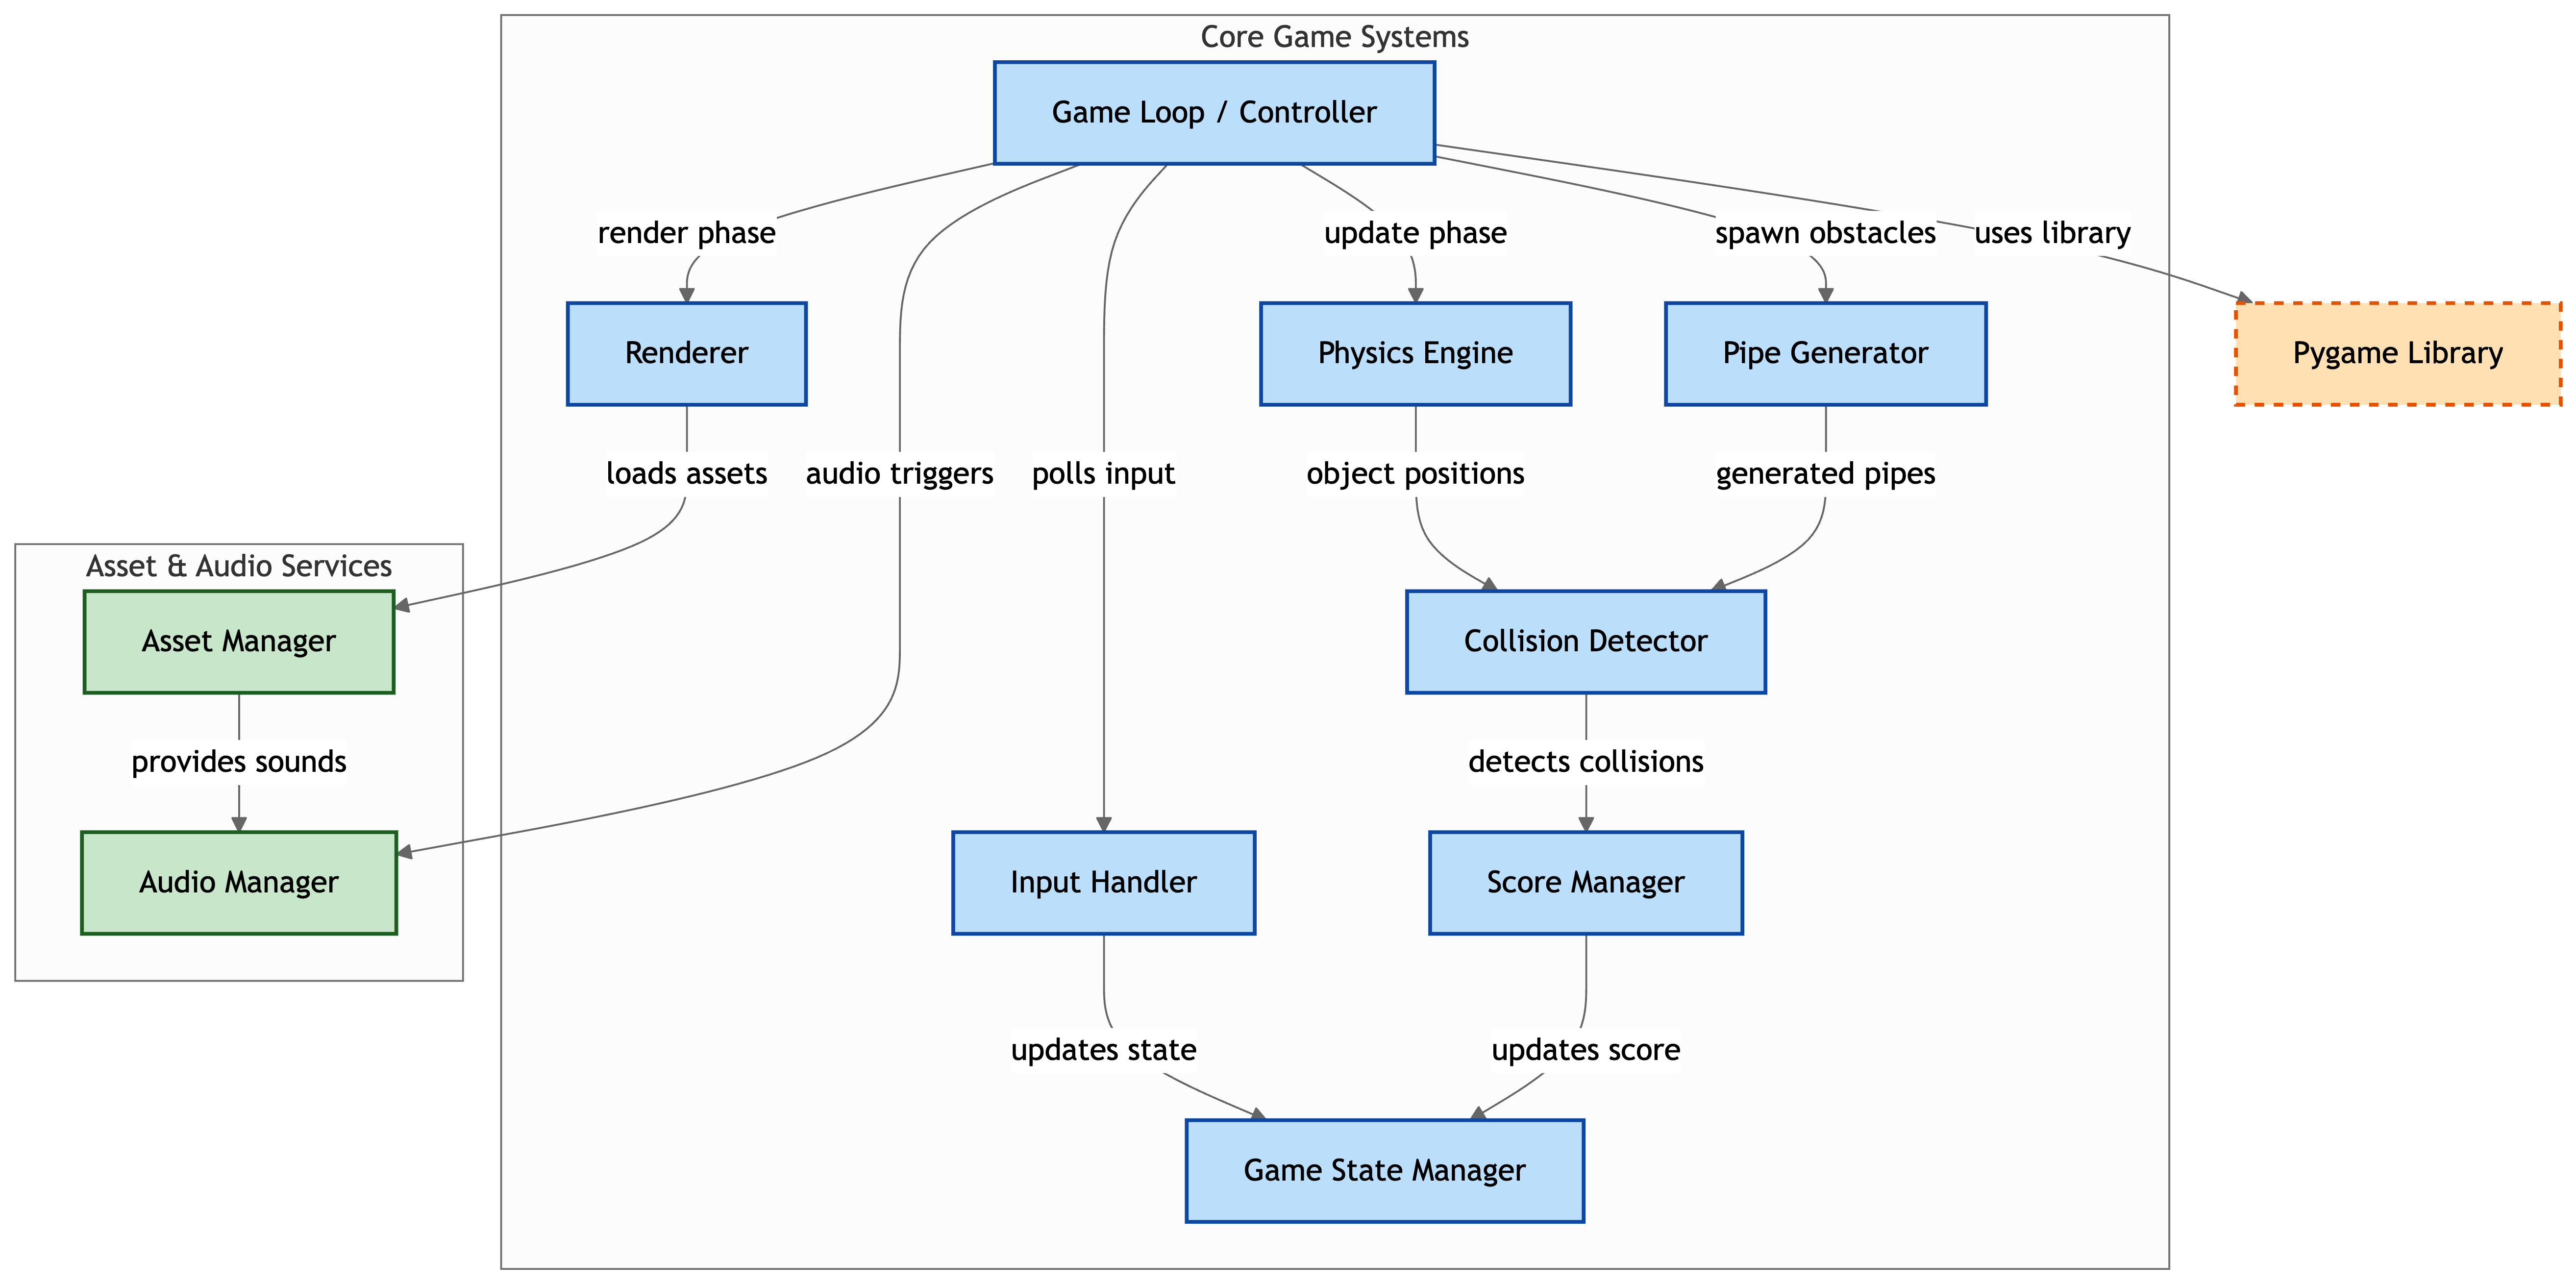 Core Game Systems
Game Loop / Controller
render phase
update phase
spawn obstacles
uses library
Renderer
Physics Engine
Pipe Generator
Pygame Library
loads assets
audio triggers
polls input
object positions
generated pipes
Asset & Audio Services
Asset Manager
Collision Detector
provides sounds
detects collisions
Audio Manager
Input Handler
Score Manager
updates state
updates score
Game State Manager